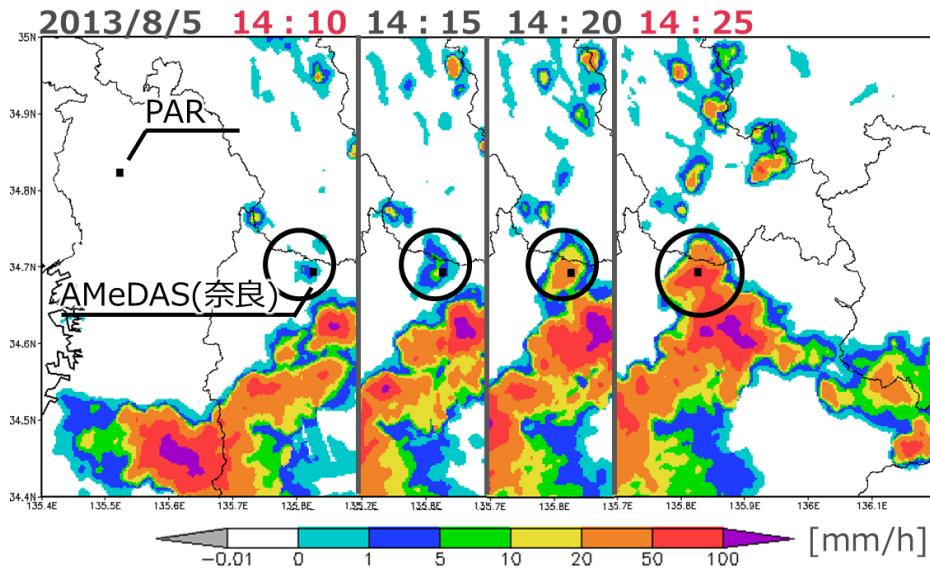 2013/8/5 14：10 14：15 14：20 14：25
35N
34.9N
34.8N
34.7N
34.6N
34.5N
34.4N
PAR
AMeDAS(奈良)
135.4E 135.5E 135.6E 135.7E 135.8E 135.7E 135.8E 135.7E 135.8E 135.7E 135.8E 135.9E 136E 136.1E
−0.01 0 1 5 10 20 50 100 [mm/h]